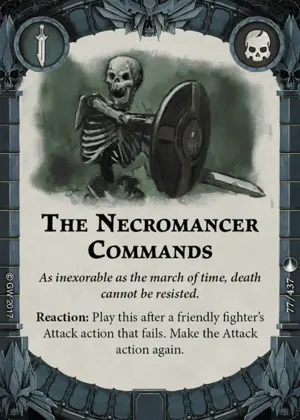 THE NECROMANCER
COMMANDS
As inexorable as the march of time, death
cannot be resisted.
Reaction: Play this after a friendly fighter's
Attack action that fails. Make the Attack
action again.
© GW 2017
77/437